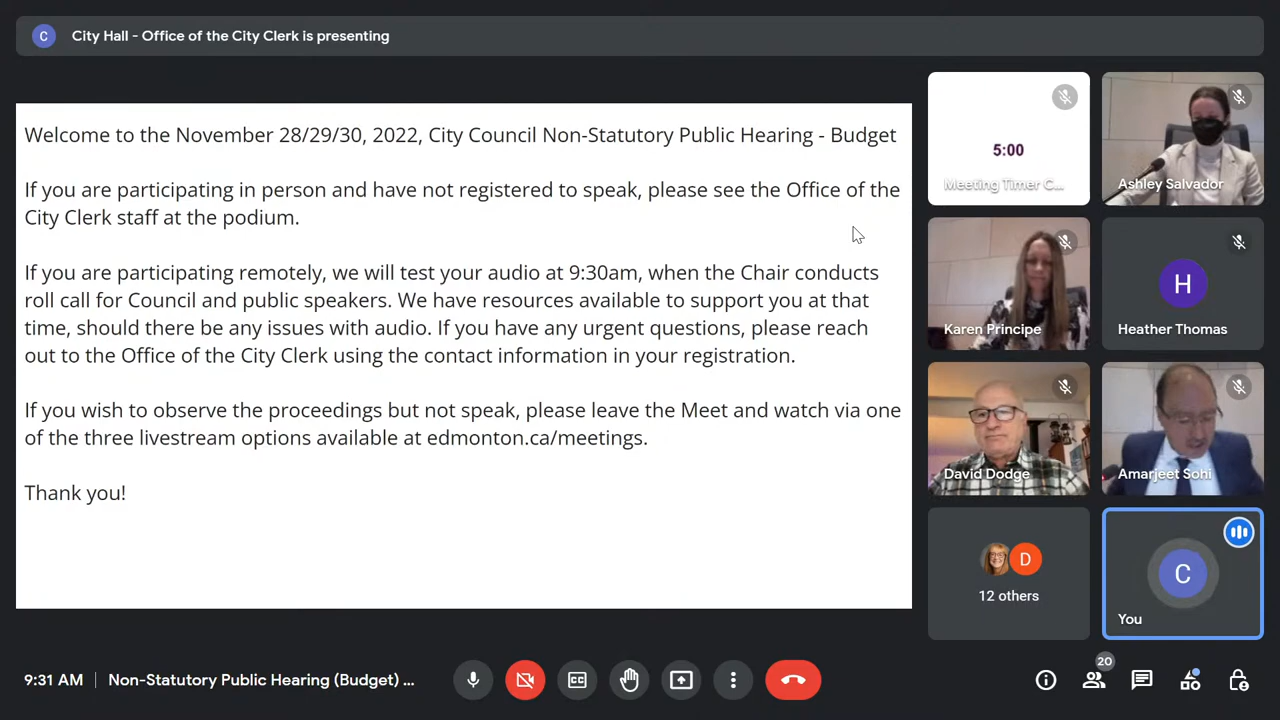 C City Hall - Office of the City Clerk is presenting
Welcome to the November 28/29/30, 2022, City Council Non-Statutory Public Hearing - Budget
If you are participating in person and have not registered to speak, please see the Office of the
City Clerk staff at the podium.
If you are participating remotely, we will test your audio at 9:30am, when the Chair conducts
roll call for Council and public speakers. We have resources available to support you at that
time, should there be any issues with audio. If you have any urgent questions, please reach
out to the Office of the City Clerk using the contact information in your registration.
If you wish to observe the proceedings but not speak, please leave the Meet and watch via one
of the three livestream options available at edmonton.ca/meetings.
Thank you!
5:00
Meeting Timer C...
Ashley Salvador
Karen Principe
H
Heather Thomas
David Dodge
Amarjeet Sohi
D
12 others
C
You
9:31 AM | Non-Statutory Public Hearing (Budget) ...
CC
20